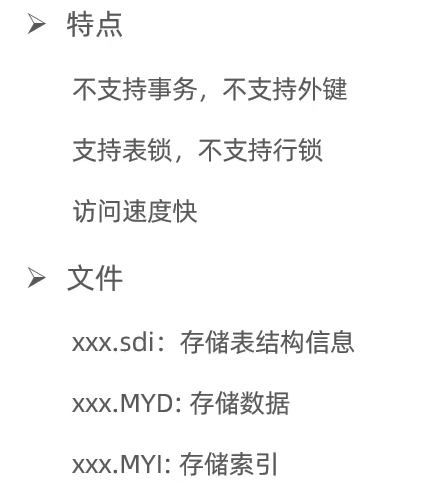 ➢ 特点
不支持事务，不支持外键
支持表锁，不支持行锁
访问速度快
➢ 文件
xxx.sdi：存储表结构信息
xxx.MYD: 存储数据
xxx.MYI: 存储索引